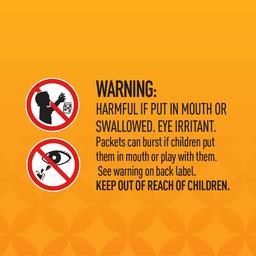 WARNING:
HARMFUL IF PUT IN MOUTH OR
SWALLOWED. EYE IRRITANT.
Packets can burst if children put
them in mouth or play with them.
See warning on back label.
KEEP OUT OF REACH OF CHILDREN.